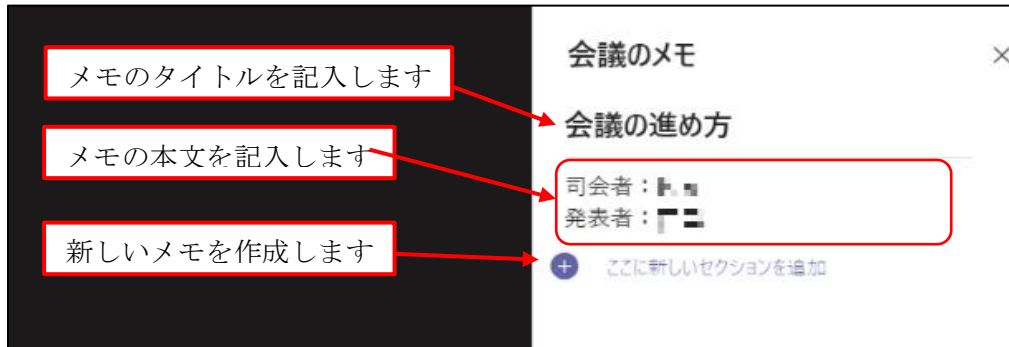 会議のメモ
メモのタイトルを記入します
会議の進め方
メモの本文を記入します
司会者：
発表者：
新しいメモを作成します
ここに新しいセクションを追加